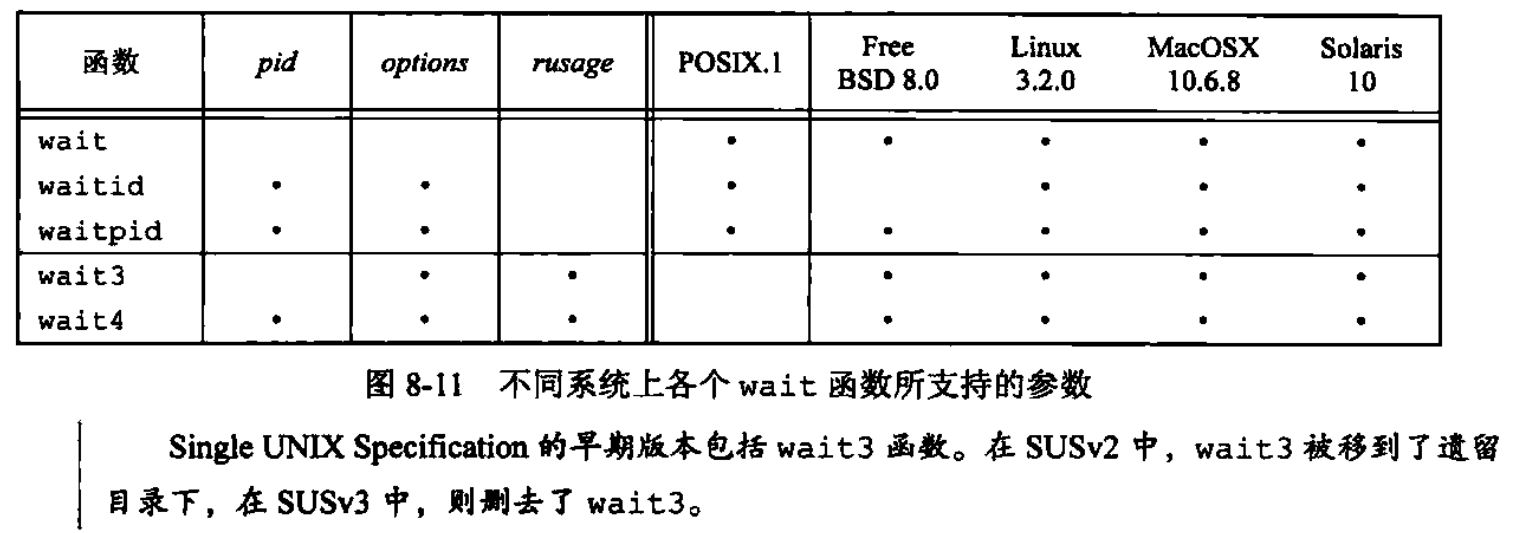 函数 pid options rusage POSIX.1 Free BSD 8.0 Linux 3.2.0 MacOSX 10.6.8 Solaris 10
wait • • • • •
waitid • • • • • •
waitpid • • • • • • •
wait3 • • • • • •
wait4 • • • • • • •
图 8-11 不同系统上各个 wait 函数所支持的参数
Single UNIX Specification 的早期版本包括 wait3 函数。在 SUSv2 中，wait3 被移到了遗留
目录下，在 SUSv3 中，则删去了 wait3。